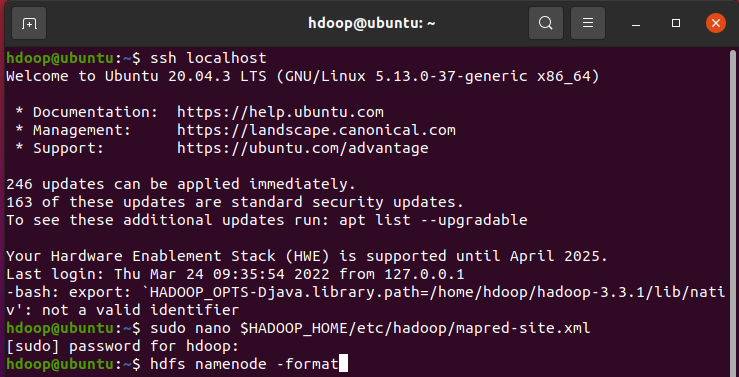 hdoop@ubuntu: ~
hdoop@ubuntu:~$ ssh localhost
Welcome to Ubuntu 20.04.3 LTS (GNU/Linux 5.13.0-37-generic x86_64)
* Documentation:  https://help.ubuntu.com
* Management:     https://landscape.canonical.com
* Support:        https://ubuntu.com/advantage
246 updates can be applied immediately.
163 of these updates are standard security updates.
To see these additional updates run: apt list --upgradable
Your Hardware Enablement Stack (HWE) is supported until April 2025.
Last login: Thu Mar 24 09:35:54 2022 from 127.0.0.1
-bash: export: `HADOOP_OPTS-Djava.library.path=/home/hdoop/hadoop-3.3.1/lib/nati
v': not a valid identifier
hdoop@ubuntu:~$ sudo nano $HADOOP_HOME/etc/hadoop/mapred-site.xml
[sudo] password for hdoop:
hdoop@ubuntu:~$ hdfs namenode -format